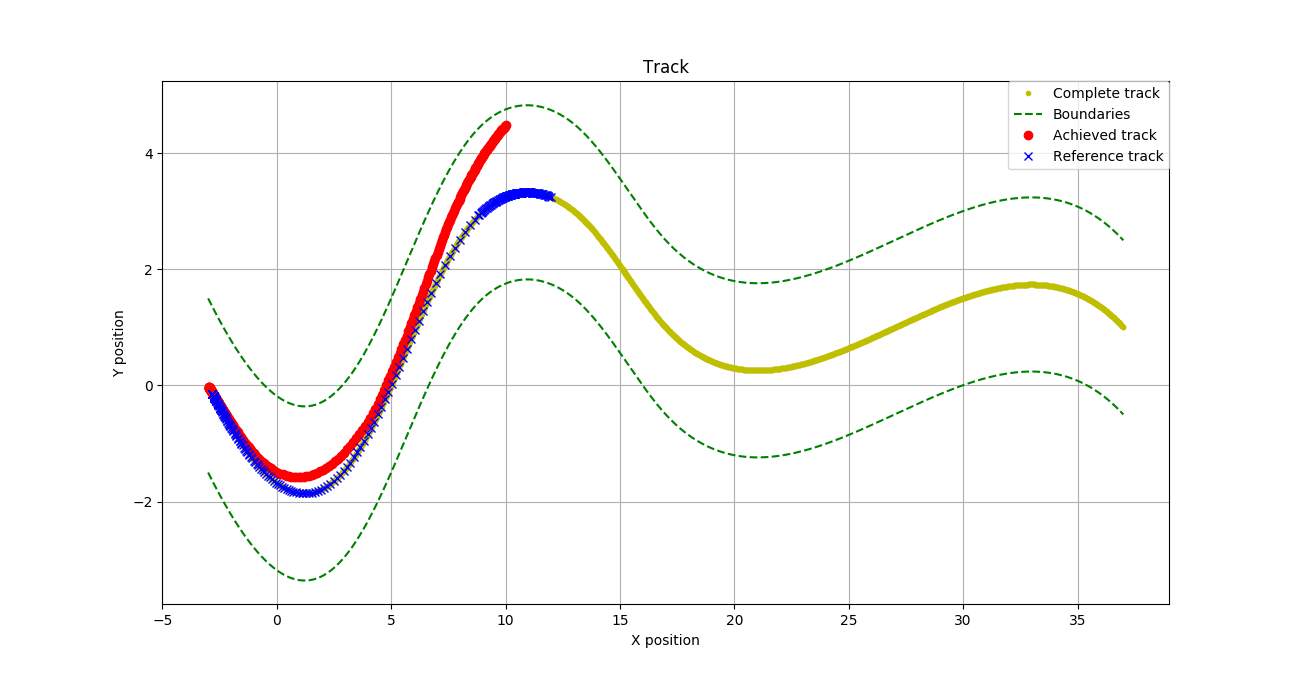 Track
Complete track
Boundaries
Achieved track
Reference track
4
2
0
−2
Y position
−5
0
5
10
15
20
25
30
35
X position